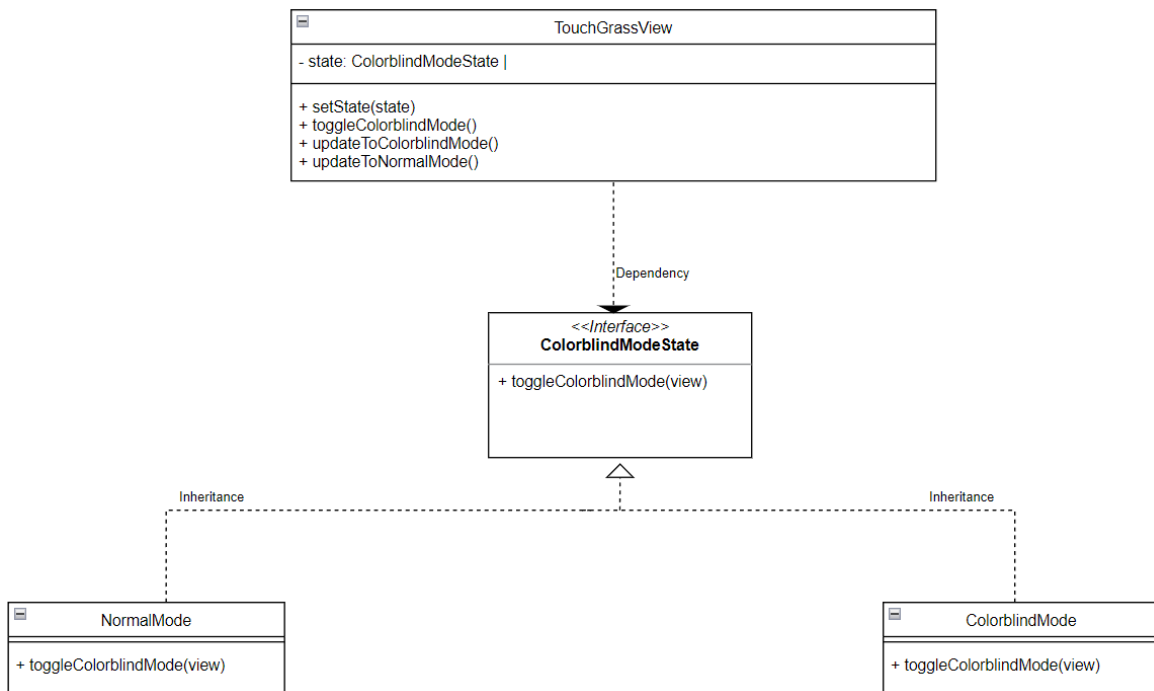 TouchGrassView
- state: ColorblindModeState |
+ setState(state)
+ toggleColorblindMode()
+ updateToColorblindMode()
+ updateToNormalMode()
Dependency
<<Interface>>
ColorblindModeState
+ toggleColorblindMode(view)
Inheritance
Inheritance
NormalMode
+ toggleColorblindMode(view)
ColorblindMode
+ toggleColorblindMode(view)